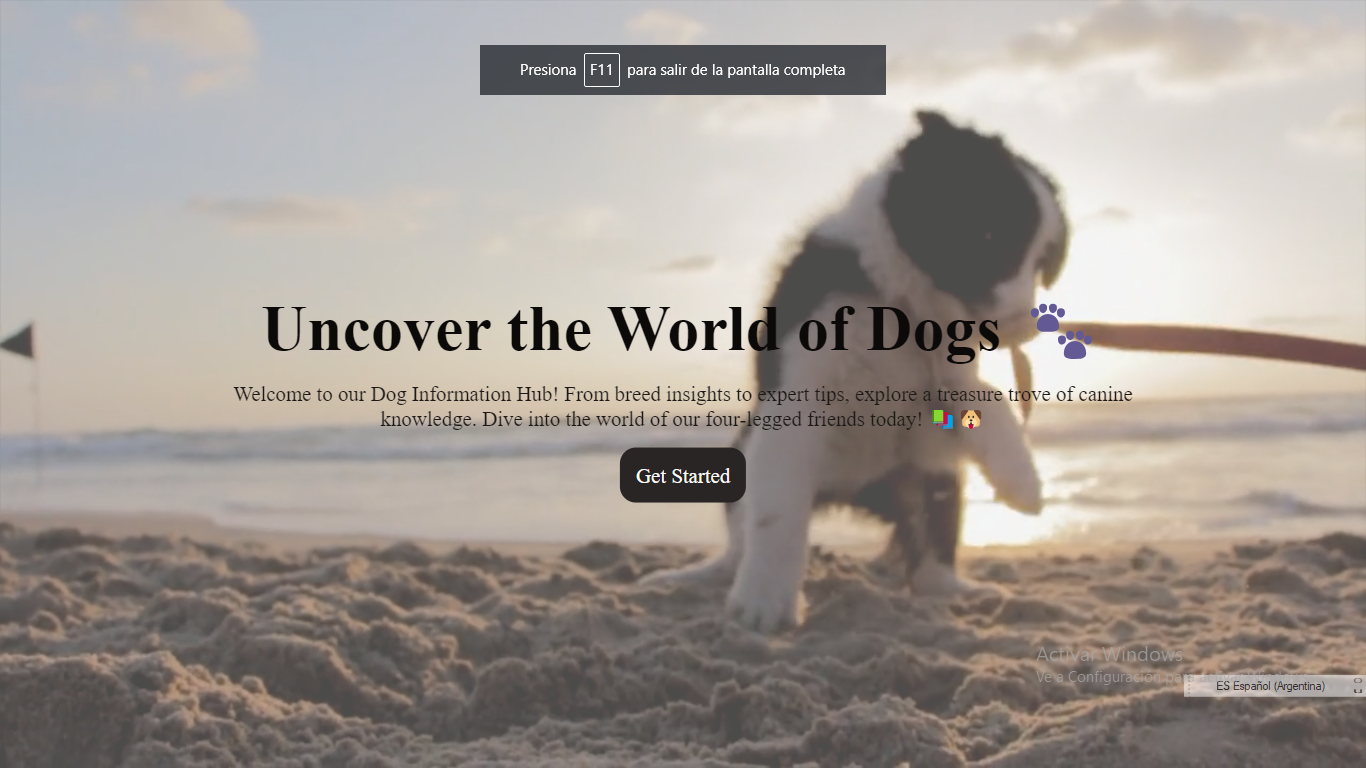 Presiona F11 para salir de la pantalla completa
Uncover the World of Dogs 🐾
Welcome to our Dog Information Hub! From breed insights to expert tips, explore a treasure trove of canine
knowledge. Dive into the world of our four-legged friends today! 🐶
Get Started
Activar Windows
Ve a Configuración pa
ES Español (Argentina)